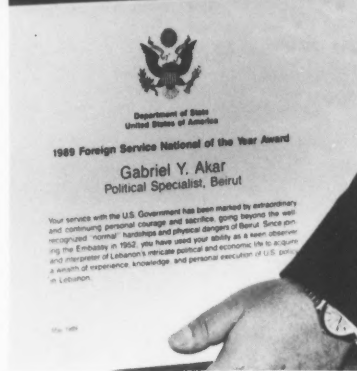 Department of State
United States of America
1989 Foreign Service National of the Year Award
Gabriel Y. Akar
Political Specialist, Beirut
Your service with the U.S. Government has been marked by extraordinary
and continuing personal courage and sacrifice, going beyond the well-
recognized "normal" hardships and physical dangers of Beirut. Since join-
ing the Embassy in 1952, you have used your ability as a keen observer
and interpreter of Lebanon's intricate political and economic life to acquire
a wealth of experience, knowledge, and personal execution of U.S. policy
in Lebanon.
1989